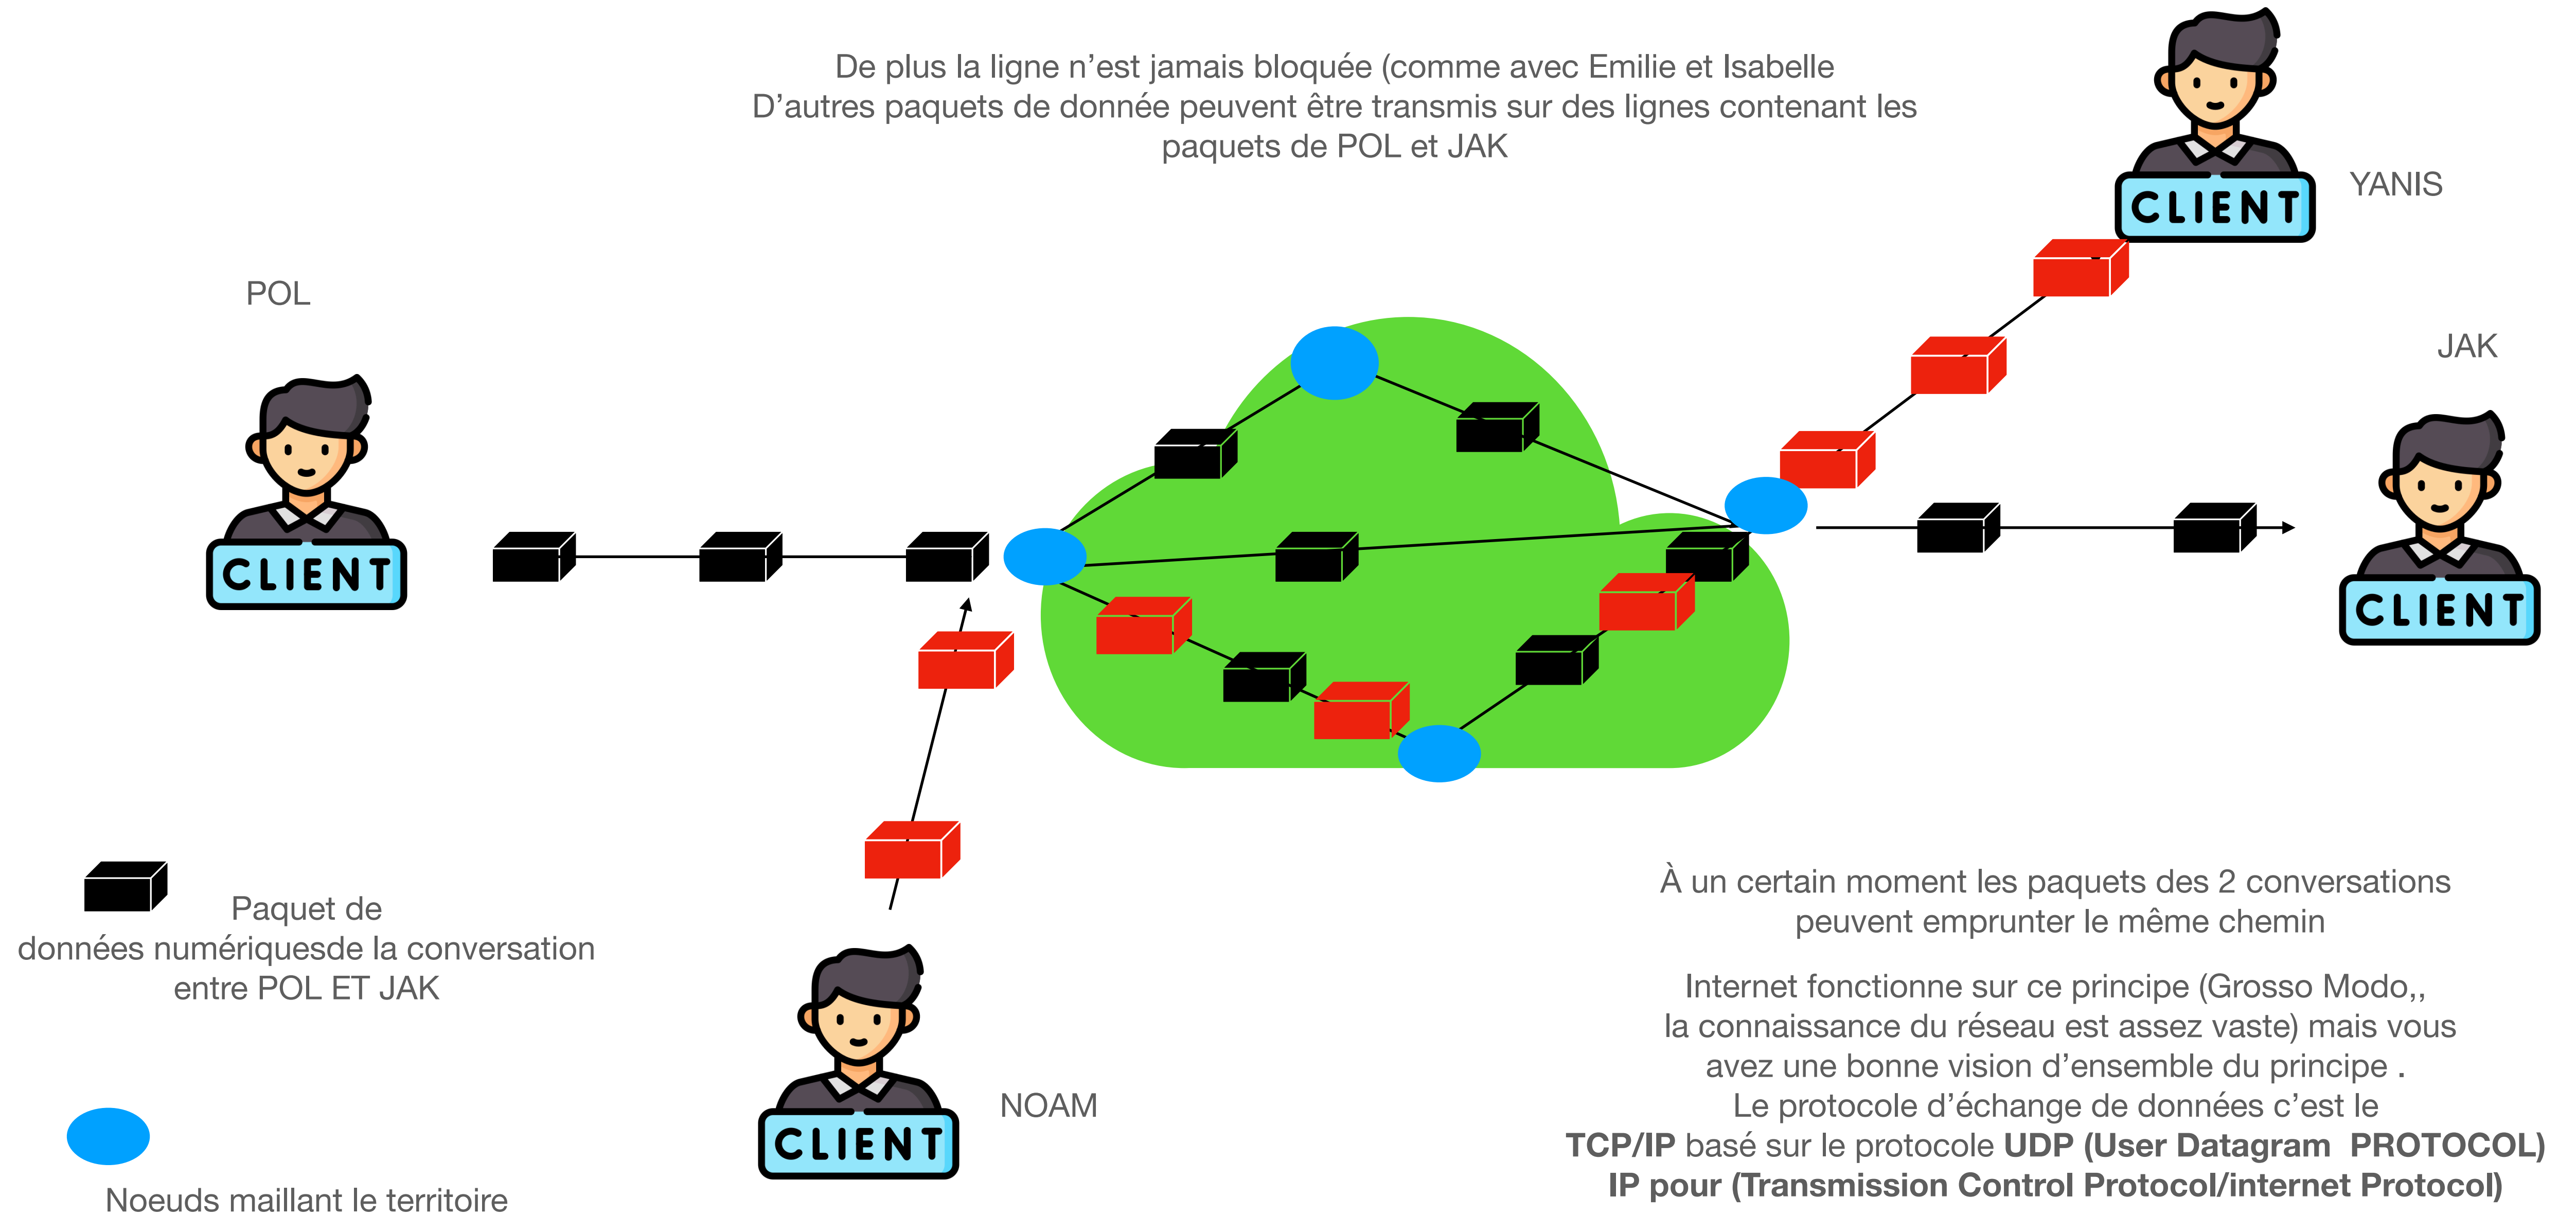 De plus la ligne n’est jamais bloquée (comme avec Emilie et Isabelle
D’autres paquets de donnée peuvent être transmis sur des lignes contenant les
paquets de POL et JAK
YANIS
CLIENT
POL
JAK
CLIENT
CLIENT
Paquet de
données numériquesde la conversation
entre POL ET JAK
NOAM
CLIENT
Noeuds maillant le territoire
À un certain moment les paquets des 2 conversations
peuvent emprunter le même chemin
Internet fonctionne sur ce principe (Grosso Modo,,
la connaissance du réseau est assez vaste) mais vous
avez une bonne vision d’ensemble du principe .
Le protocole d’échange de données c’est le
TCP/IP basé sur le protocole UDP (User Datagram  PROTOCOL)
IP pour (Transmission Control Protocol/internet Protocol)